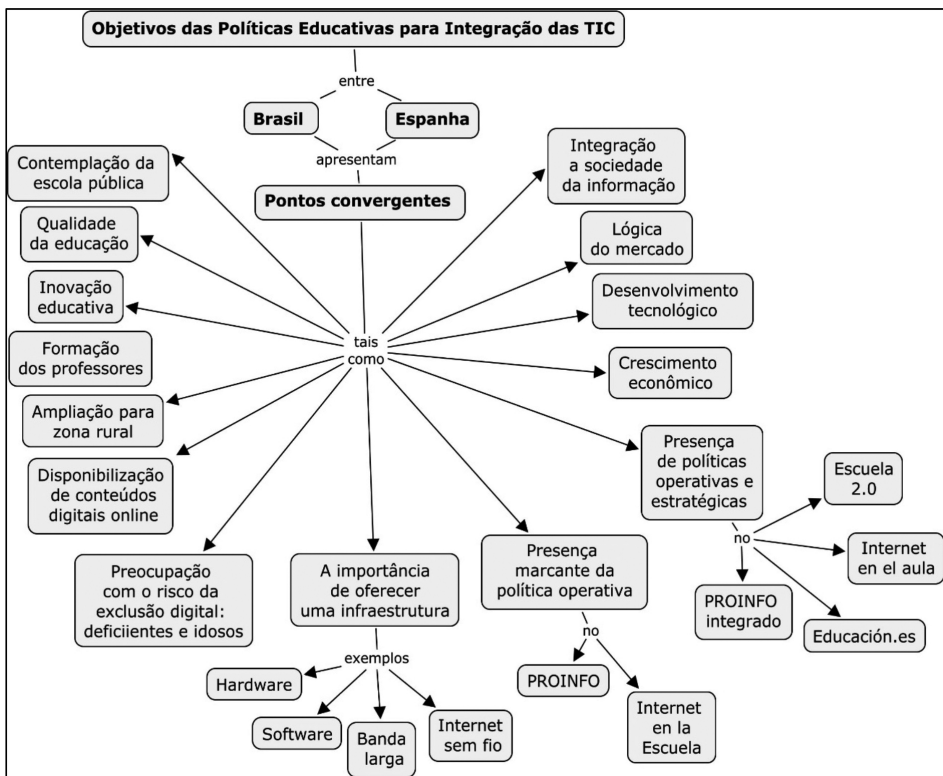 Objetivos das Políticas Educativas para Integração das TIC
entre
Brasil
Espanha
apresentam
Pontos convergentes
tais
como
Contemplação da
escola pública
Qualidade
da educação
Inovação
educativa
Formação
dos professores
Ampliação para
zona rural
Disponibilização
de conteúdos
digitais online
Preocupação
com o risco da
exclusão digital:
deficiientes e idosos
A importância
de oferecer
uma infraestrutura
exemplos
Hardware
Software
Banda
larga
Internet
sem fio
Presença
marcante da
política operativa
no
PROINFO
Internet
en la
Escuela
Presença
de políticas
operativas e
estratégicas
no
PROINFO
integrado
Educación.es
Internet
en el aula
Escuela
2.0
Crescimento
econômico
Desenvolvimento
tecnológico
Lógica
do mercado
Integração
a sociedade
da informação